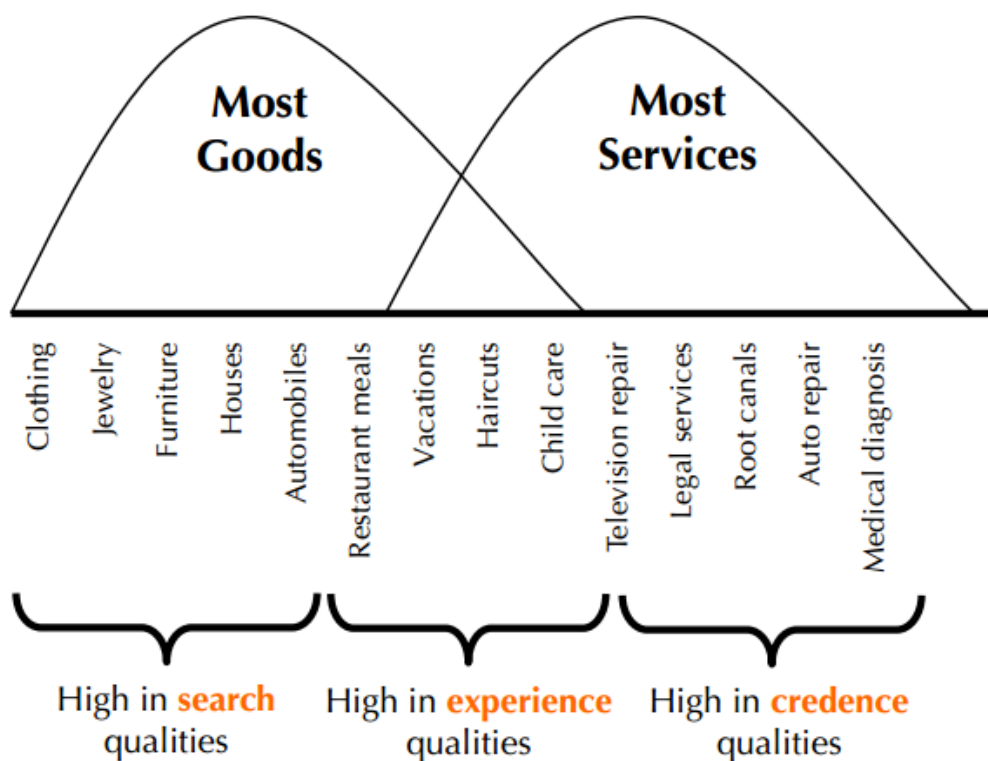 Most
Goods
Most
Services
Clothing
Jewelry
Furniture
Houses
Automobiles
Restaurant meals
Vacations
Haircuts
Child care
Television repair
Legal services
Root canals
Auto repair
Medical diagnosis
High in search
qualities
High in experience
qualities
High in credence
qualities